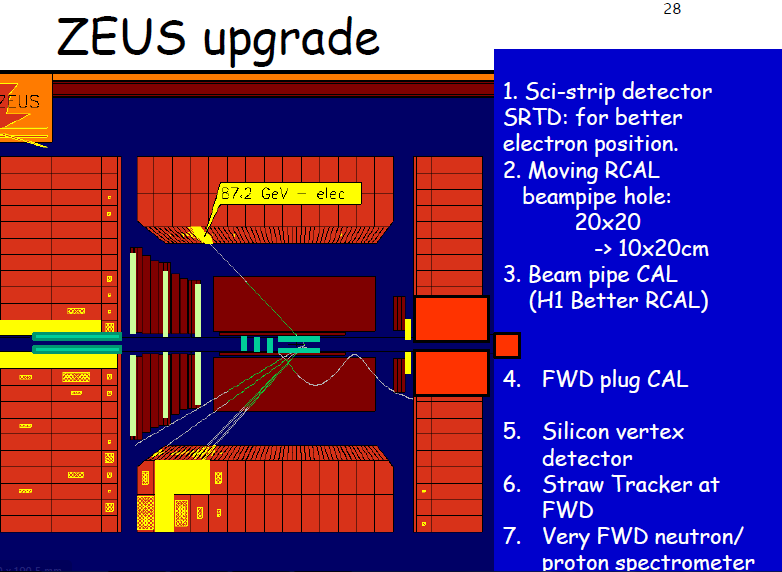 28
ZEUS upgrade
ZEUS
87.2 GeV - elec
1. Sci-strip detector
SRTD: for better
electron position.
2. Moving RCAL
beampipe hole:
20x20
-> 10x20cm
3. Beam pipe CAL
(H1 Better RCAL)
4. FWD plug CAL
5. Silicon vertex
detector
6. Straw Tracker at
FWD
7. Very FWD neutron/
proton spectrometer